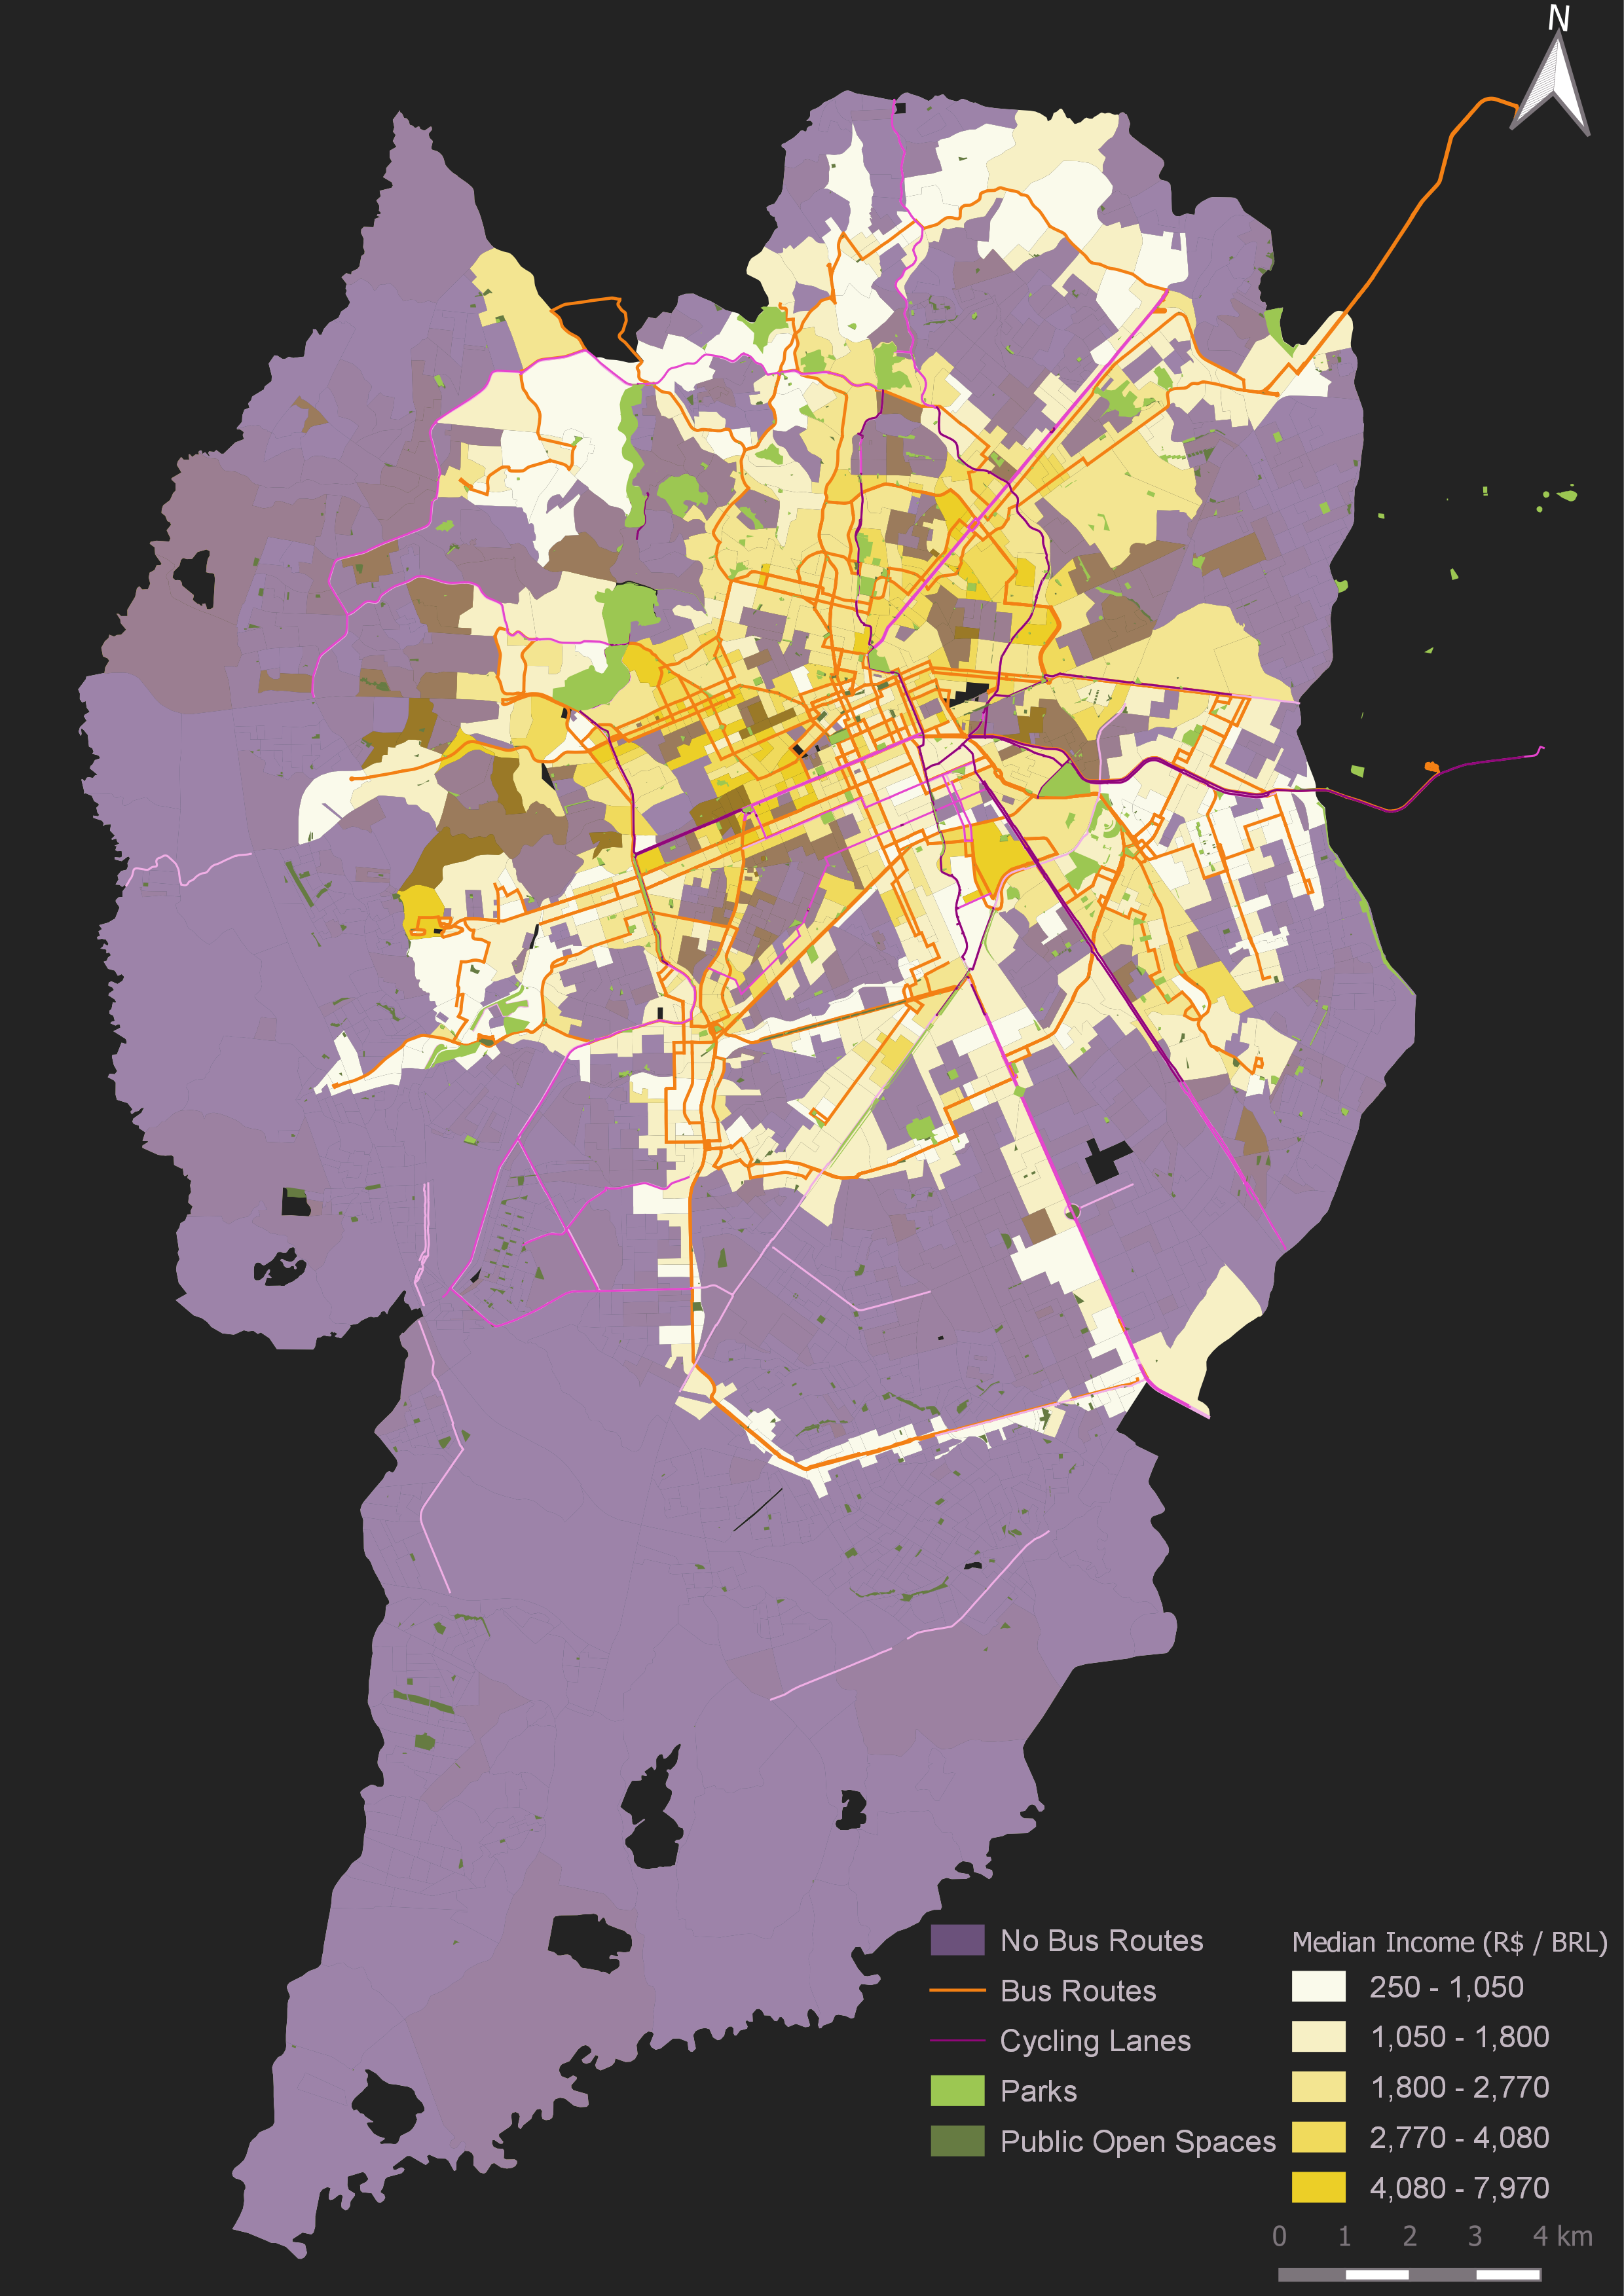 N
No Bus Routes
Bus Routes
Cycling Lanes
Parks
Public Open Spaces
Median Income (R$ / BRL)
250 - 1,050
1,050 - 1,800
1,800 - 2,770
2,770 - 4,080
4,080 - 7,970
0 1 2 3 4 km